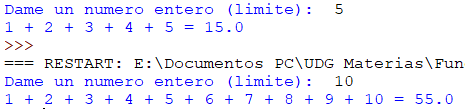 Dame un numero entero (limite):  5
1 + 2 + 3 + 4 + 5 = 15.0
>>>
=== RESTART: E:\Documentos PC\UDG Materias\Fun
Dame un numero entero (limite):  10
1 + 2 + 3 + 4 + 5 + 6 + 7 + 8 + 9 + 10 = 55.0